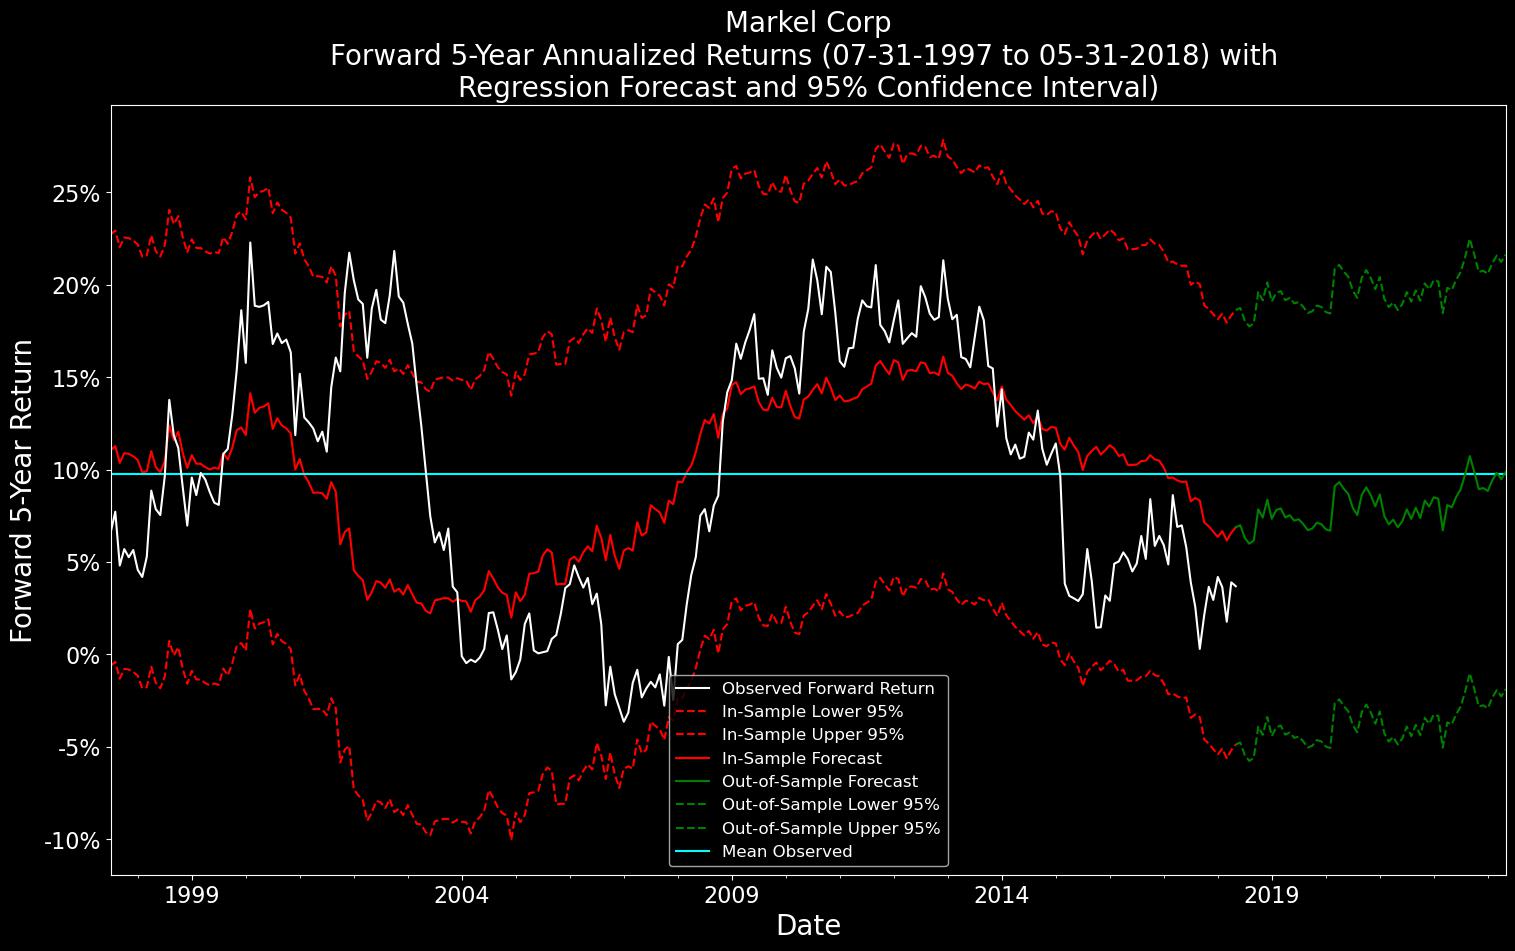 Markel Corp
Forward 5-Year Annualized Returns (07-31-1997 to 05-31-2018) with
Regression Forecast and 95% Confidence Interval)
Forward 5-Year Return
25%
20%
15%
10%
5%
0%
-5%
-10%
Observed Forward Return
In-Sample Lower 95%
In-Sample Upper 95%
In-Sample Forecast
Out-of-Sample Forecast
Out-of-Sample Lower 95%
Out-of-Sample Upper 95%
Mean Observed
1999 2004 2009 2014 2019
Date